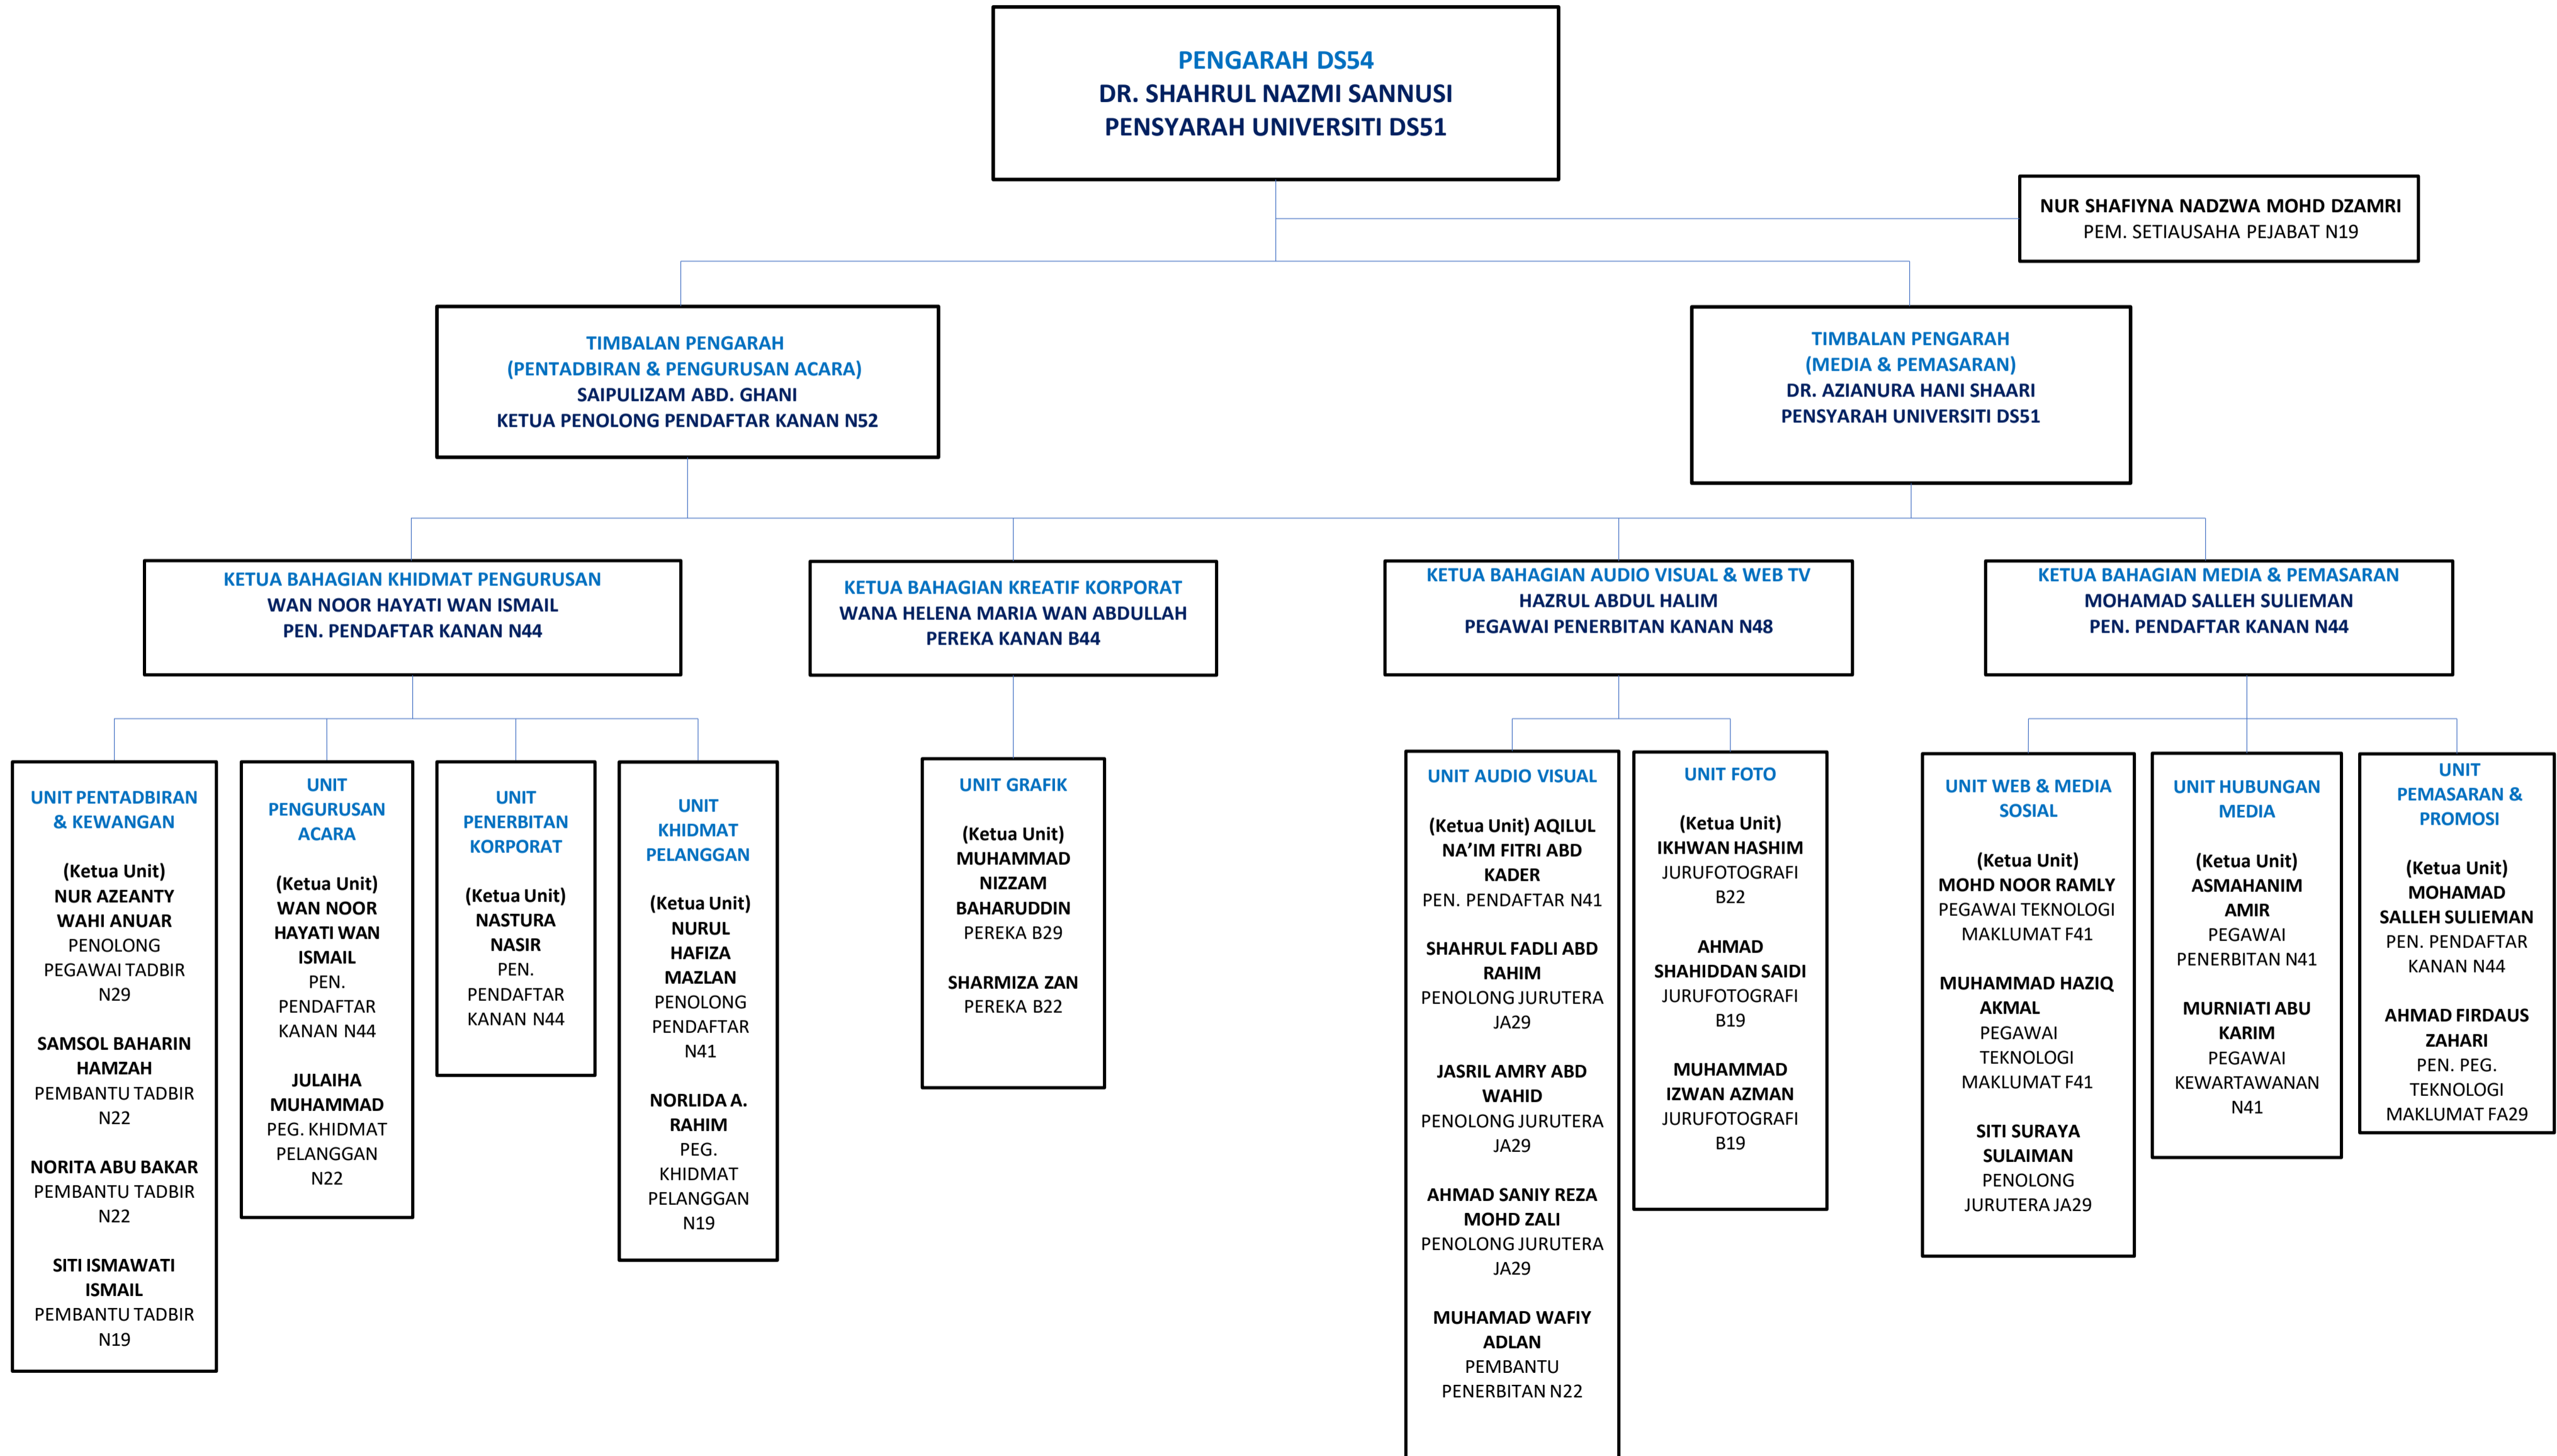 PENGARAH DS54
DR. SHAHRUL NAZMI SANNUSI
PENSYARAH UNIVERSITI DS51
NUR SHAFIYNA NADZWA MOHD DZAMRI
PEM. SETIAUSAHA PEJABAT N19
TIMBALAN PENGARAH
(PENTADBIRAN & PENGURUSAN ACARA)
SAIPULIZAM ABD. GHANI
KETUA PENOLONG PENDAFTAR KANAN N52
TIMBALAN PENGARAH
(MEDIA & PEMASARAN)
DR. AZIANURA HANI SHAARI
PENSYARAH UNIVERSITI DS51
KETUA BAHAGIAN KHIDMAT PENGURUSAN
WAN NOOR HAYATI WAN ISMAIL
PEN. PENDAFTAR KANAN N44
KETUA BAHAGIAN KREATIF KORPORAT
WANA HELENA MARIA WAN ABDULLAH
PEREKA KANAN B44
KETUA BAHAGIAN AUDIO VISUAL & WEB TV
HAZRUL ABDUL HALIM
PEGAWAI PENERBITAN KANAN N48
KETUA BAHAGIAN MEDIA & PEMASARAN
MOHAMAD SALLEH SULIEMAN
PEN. PENDAFTAR KANAN N44
UNIT PENTADBIRAN
& KEWANGAN
(Ketua Unit)
NUR AZEANTY
WAHI ANUAR
PENOLONG
PEGAWAI TADBIR
N29
SAMSOL BAHARIN
HAMZAH
PEMBANTU TADBIR
N22
NORITA ABU BAKAR
PEMBANTU TADBIR
N22
SITI ISMAWATI
ISMAIL
PEMBANTU TADBIR
N19
UNIT
PENGURUSAN
ACARA
(Ketua Unit)
WAN NOOR
HAYATI WAN
ISMAIL
PEN.
PENDAFTAR
KANAN N44
JULAIHA
MUHAMMAD
PEG. KHIDMAT
PELANGGAN
N22
UNIT
PENERBITAN
KORPORAT
(Ketua Unit)
NASTURA
NASIR
PEN.
PENDAFTAR
KANAN N44
UNIT
KHIDMAT
PELANGGAN
(Ketua Unit)
NURUL
HAFIZA
MAZLAN
PENOLONG
PENDAFTAR
N41
NORLIDA A.
RAHIM
PEG.
KHIDMAT
PELANGGAN
N19
UNIT GRAFIK
(Ketua Unit)
MUHAMMAD
NIZZAM
BAHARUDDIN
PEREKA B29
SHARMIZA ZAN
PEREKA B22
UNIT AUDIO VISUAL
(Ketua Unit) AQILUL
NA’IM FITRI ABD
KADER
PEN. PENDAFTAR N41
SHAHRUL FADLI ABD
RAHIM
PENOLONG JURUTERA
JA29
JASRIL AMRY ABD
WAHID
PENOLONG JURUTERA
JA29
AHMAD SANIY REZA
MOHD ZALI
PENOLONG JURUTERA
JA29
MUHAMAD WAFIY
ADLAN
PEMBANTU
PENERBITAN N22
UNIT FOTO
(Ketua Unit)
IKHWAN HASHIM
JURUFOTOGRAFI
B22
AHMAD
SHAHIDDAN SAIDI
JURUFOTOGRAFI
B19
MUHAMMAD
IZWAN AZMAN
JURUFOTOGRAFI
B19
UNIT WEB & MEDIA
SOSIAL
(Ketua Unit)
MOHD NOOR RAMLY
PEGAWAI TEKNOLOGI
MAKLUMAT F41
MUHAMMAD HAZIQ
AKMAL
PEGAWAI
TEKNOLOGI
MAKLUMAT F41
SITI SURAYA
SULAIMAN
PENOLONG
JURUTERA JA29
UNIT HUBUNGAN
MEDIA
(Ketua Unit)
ASMAHANIM
AMIR
PEGAWAI
PENERBITAN N41
MURNIATI ABU
KARIM
PEGAWAI
KEWARTAWANAN
N41
UNIT
PEMASARAN &
PROMOSI
(Ketua Unit)
MOHAMAD
SALLEH SULIEMAN
PEN. PENDAFTAR
KANAN N44
AHMAD FIRDAUS
ZAHARI
PEN. PEG.
TEKNOLOGI
MAKLUMAT FA29